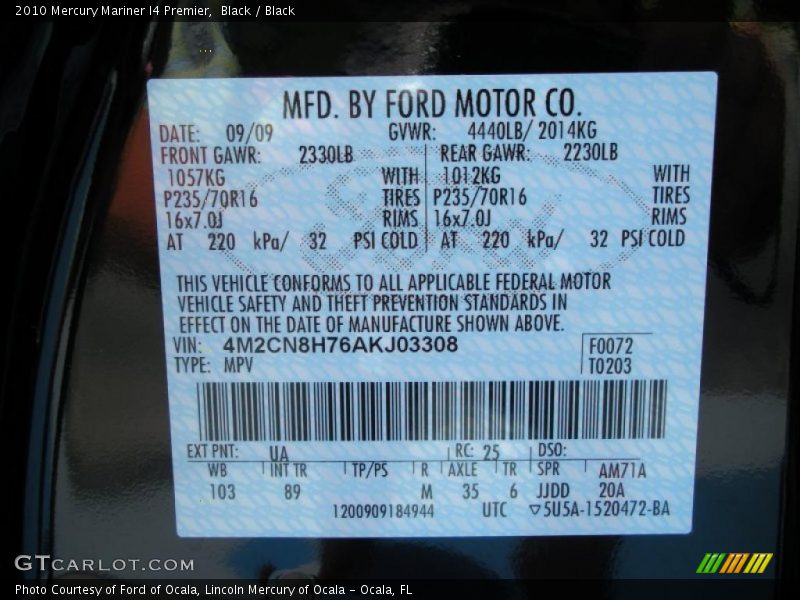 2010 Mercury Mariner I4 Premier,  Black / Black
MFD. BY FORD MOTOR CO.
DATE: 09/09 GVWR: 4440LB/ 2014KG
FRONT GAWR: 2330LB REAR GAWR: 2230LB
1057KG WITH 1012KG WITH
P235/70R16 TIRES P235/70R16 TIRES
16x7.0J RIMS 16x7.0J RIMS
AT 220 kPa/ 32 PSI COLD AT 220 kPa/ 32 PSI COLD
THIS VEHICLE CONFORMS TO ALL APPLICABLE FEDERAL MOTOR
VEHICLE SAFETY AND THEFT PREVENTION STANDARDS IN
EFFECT ON THE DATE OF MANUFACTURE SHOWN ABOVE.
VIN: 4M2CN8H76AKJ03308 F0072
TYPE: MPV T0203
EXT PNT: UA RC: 25 DSO:
WB INT TR TP/PS R AXLE TR SPR AM71A
103 89 M 35 6 JJDD 20A
1200909184944 UTC ▽5U5A-1520472-BA
GTCARLOT.COM
Photo Courtesy of Ford of Ocala, Lincoln Mercury of Ocala - Ocala, FL